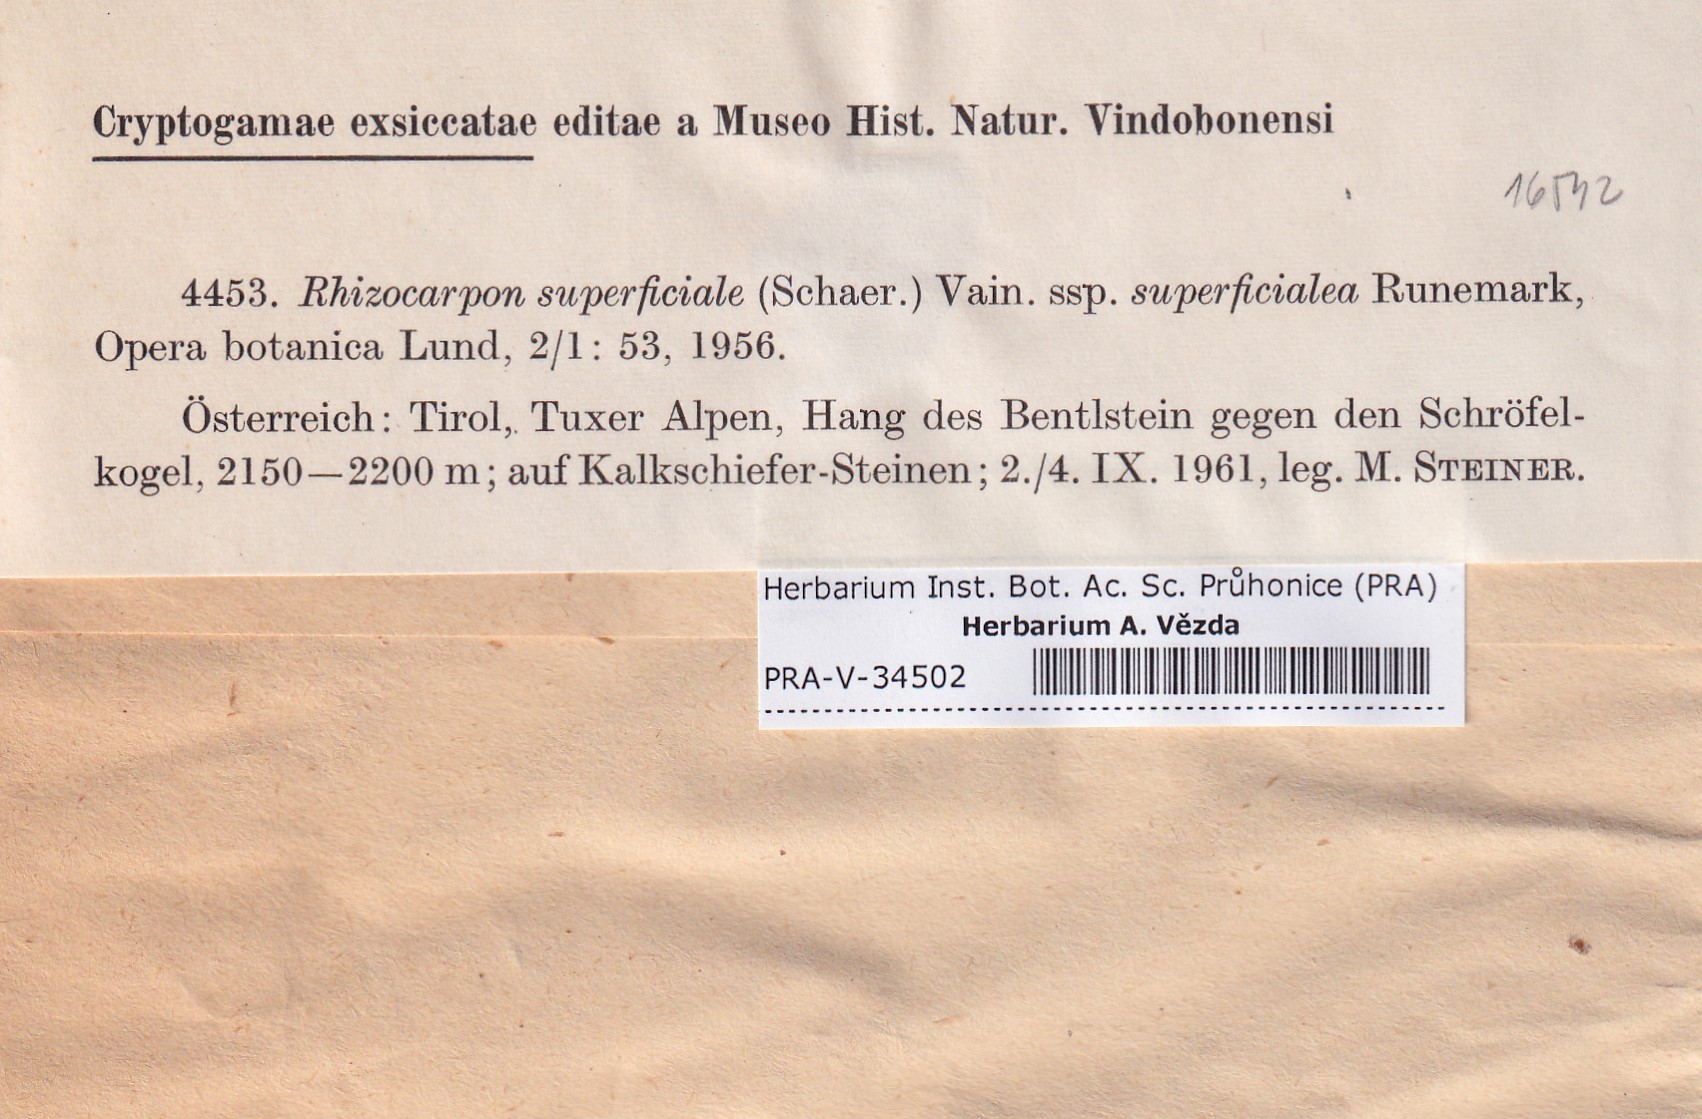 Cryptogamae exsiccatae editae a Museo Hist. Natur. Vindobonensi
16542
4453. Rhizocarpon superficiale (Schaer.) Vain. ssp. superficialea Runemark,
Opera botanica Lund, 2/1: 53, 1956.
Österreich: Tirol, Tuxer Alpen, Hang des Bentlstein gegen den Schröfel-
kogel, 2150—2200 m; auf Kalkschiefer-Steinen; 2./4. IX. 1961, leg. M. STEINER.
Herbarium Inst. Bot. Ac. Sc. Průhonice (PRA)
Herbarium A. Vězda
PRA-V-34502